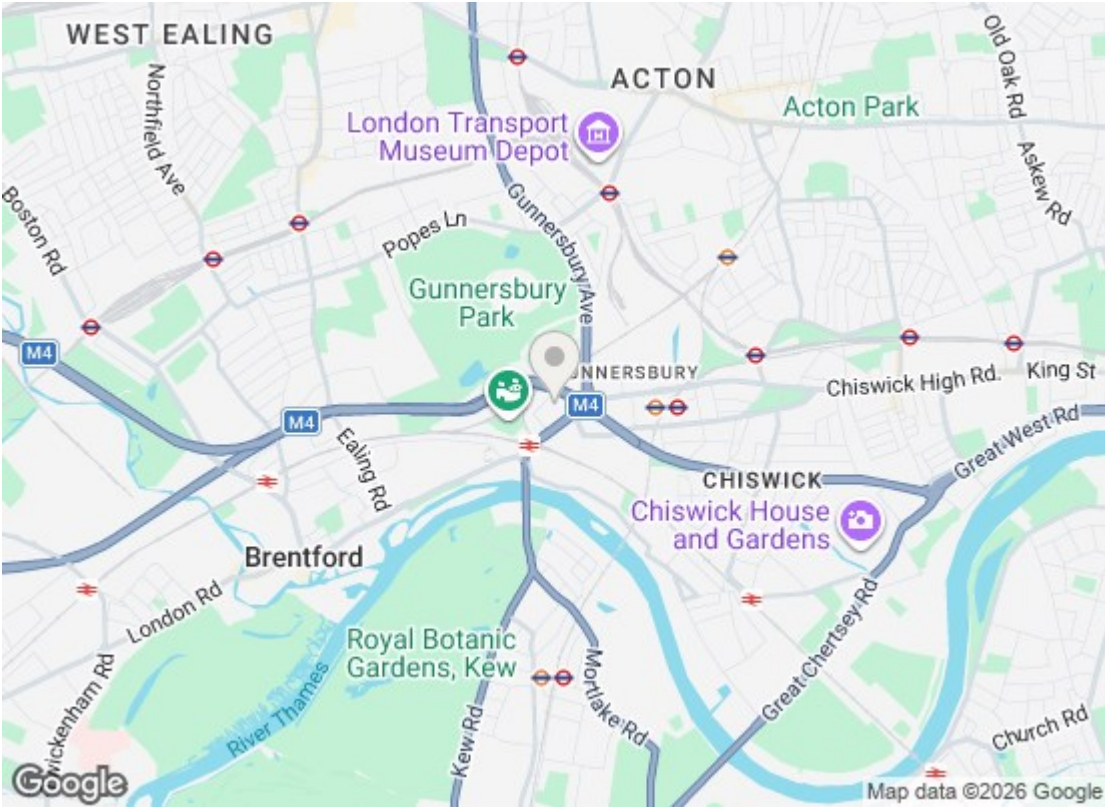 WEST EALING
ACTON
Old Oak Rd
Northfield Ave
London Transport
Museum Depot
Acton Park
Askew Rd
Boston Rd
Popes Ln
Gunnersbury Ave
Gunnersbury
Park
UNNERSBURY
M4
Chiswick High Rd.
King St
M4
M4
Great West Rd
Ealing Rd
CHISWICK
Chiswick House
and Gardens
Brentford
London Rd
Royal Botanic
Gardens, Kew
River Thames
Great Chertsey Rd
Mortlake Rd
Kew Rd
wickenham Rd
Church Rd
Google
Map data ©2026 Google